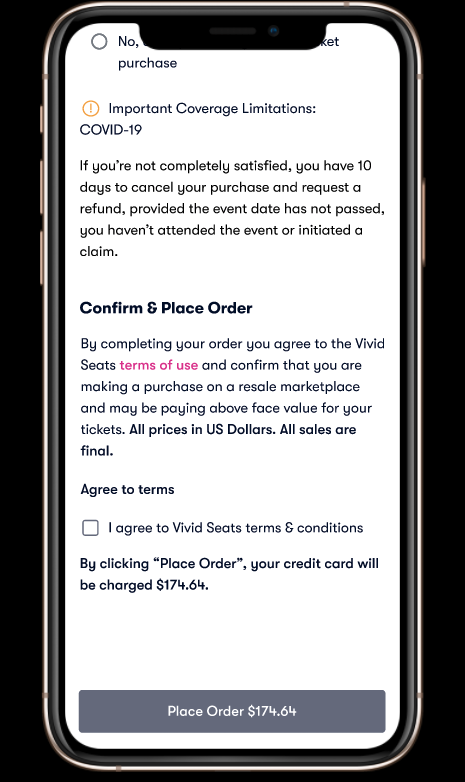 No,
ket
purchase
Important Coverage Limitations:
COVID-19
If you’re not completely satisfied, you have 10
days to cancel your purchase and request a
refund, provided the event date has not passed,
you haven’t attended the event or initiated a
claim.
Confirm & Place Order
By completing your order you agree to the Vivid
Seats terms of use and confirm that you are
making a purchase on a resale marketplace
and may be paying above face value for your
tickets. All prices in US Dollars. All sales are
final.
Agree to terms
I agree to Vivid Seats terms & conditions
By clicking “Place Order”, your credit card will
be charged $174.64.
Place Order $174.64